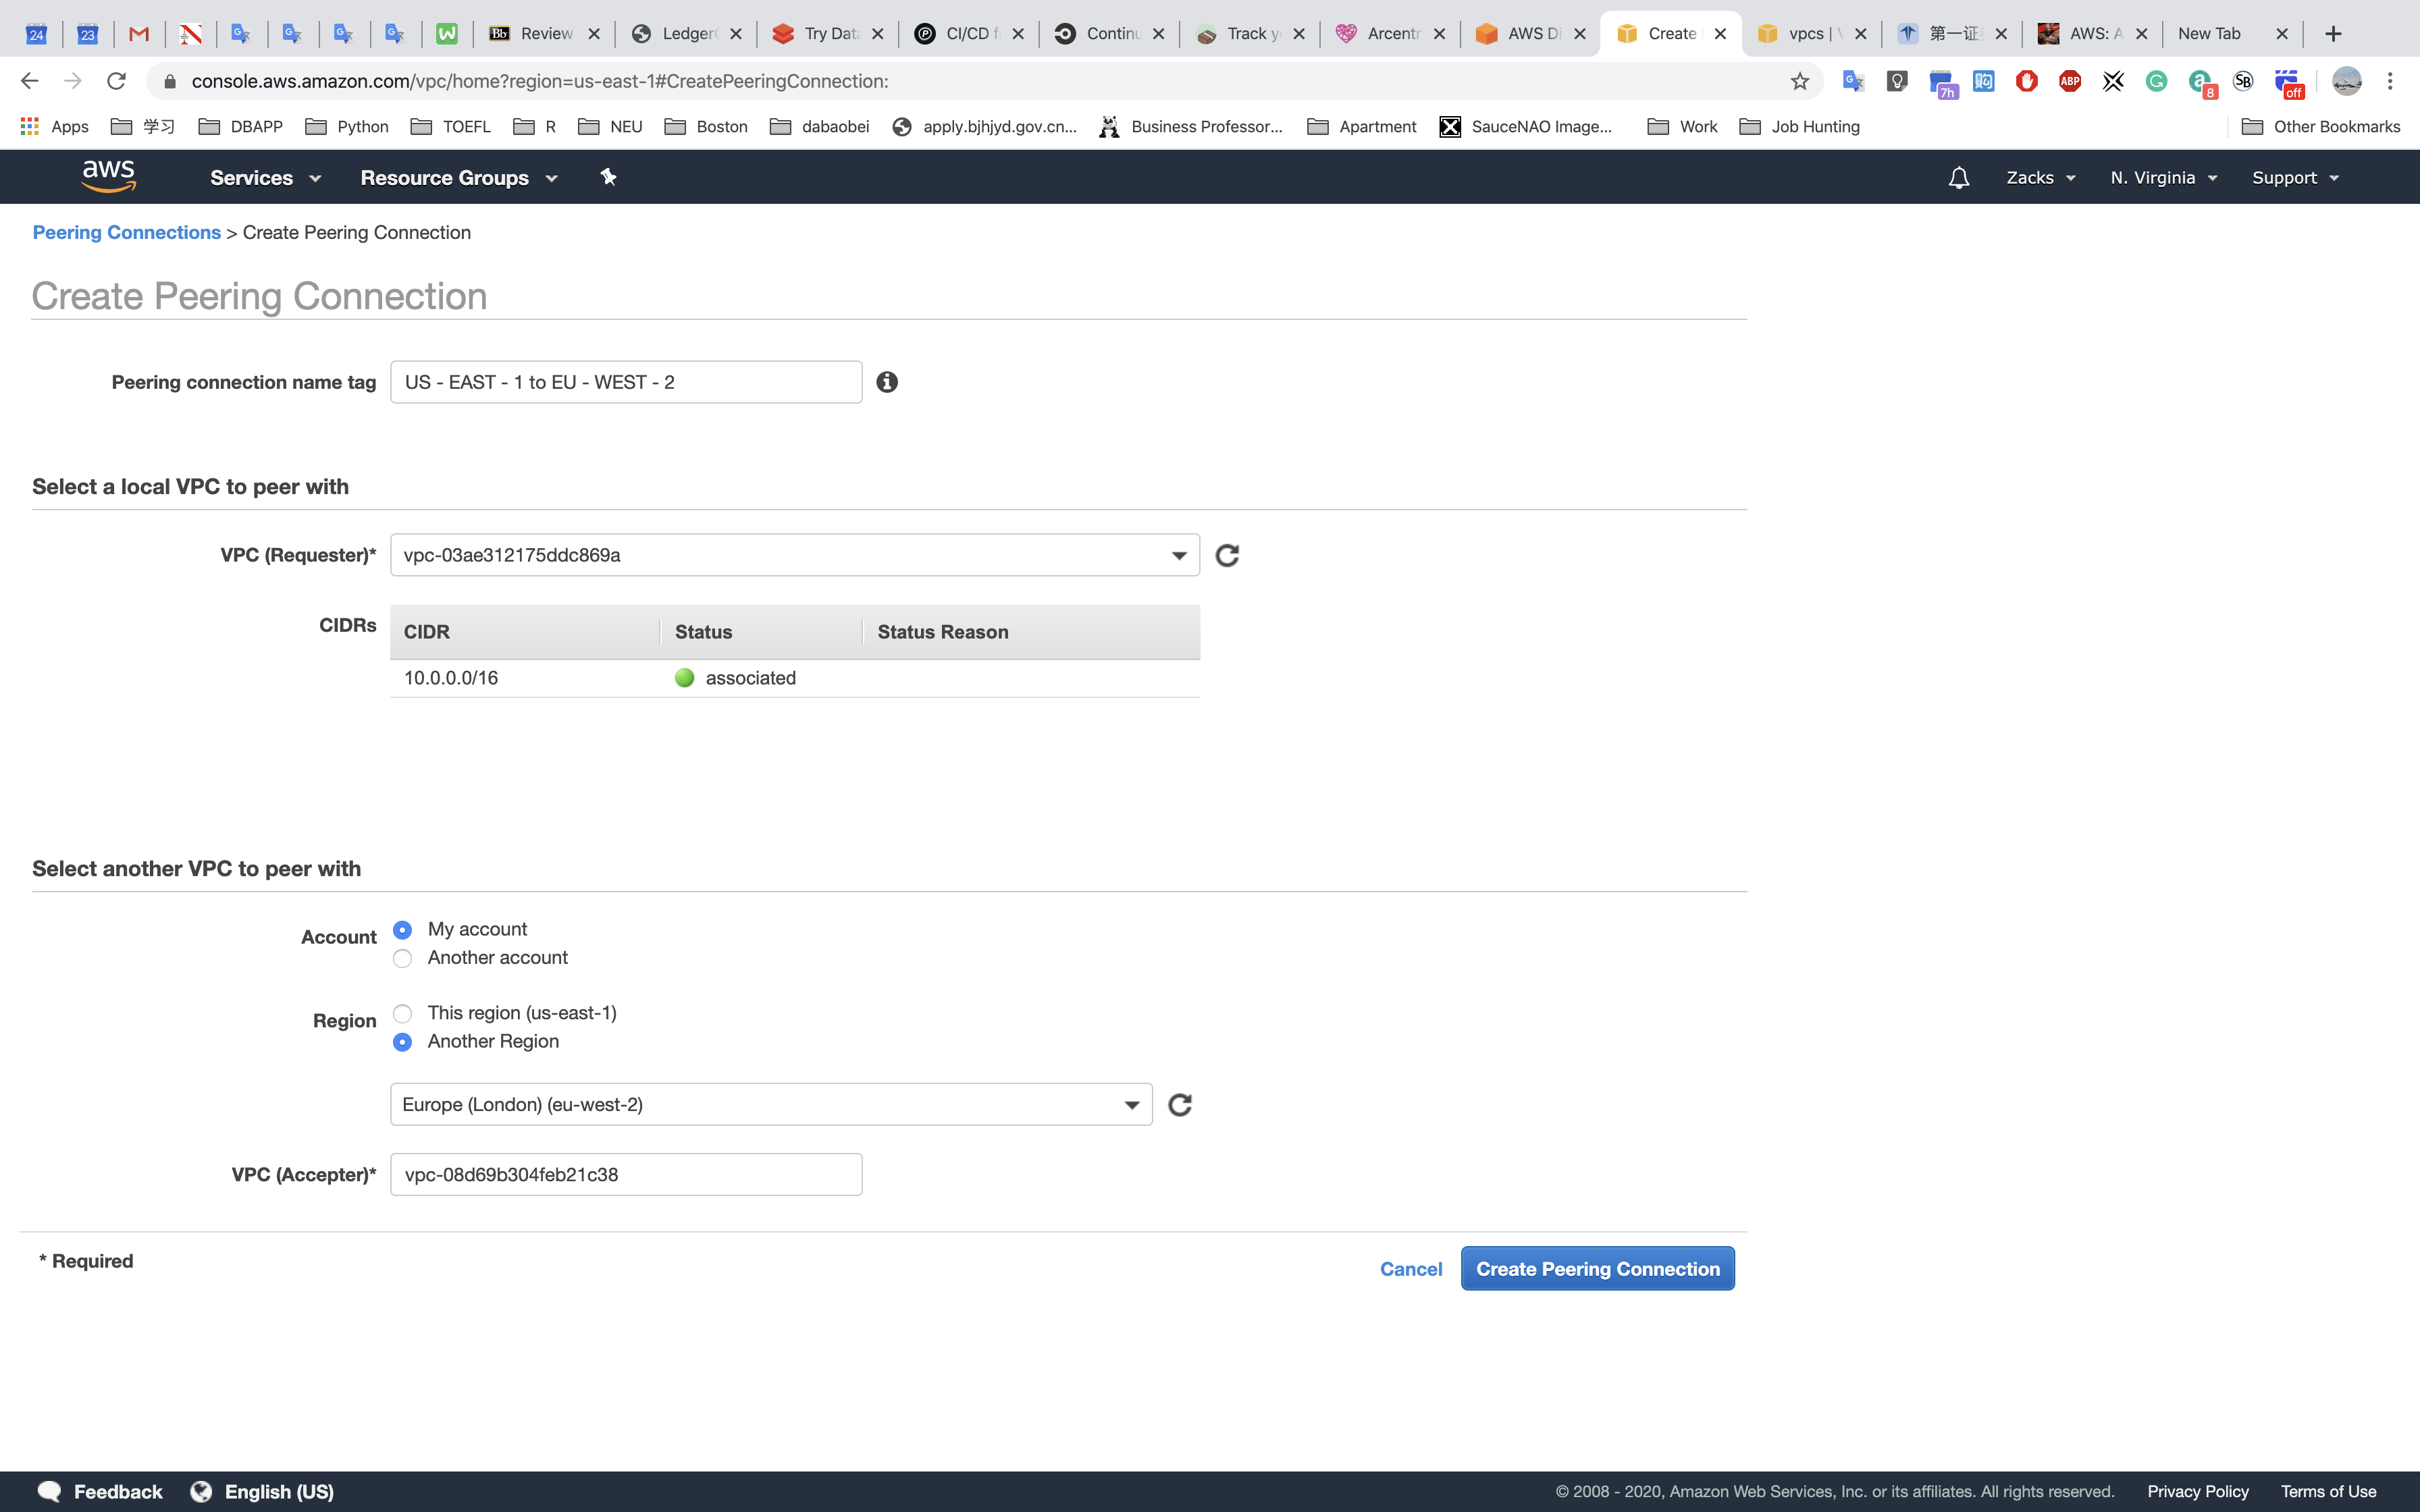 24
23
Review
Ledger
Try Dat
CI/CD f
Contin
Track y
Arcentr
AWS Di
Create
vpcs |
第一证
AWS: A
New Tab
console.aws.amazon.com/vpc/home?region=us-east-1#CreatePeeringConnection:
7h
ABP
8
SB
off
Apps
学习
DBAPP
Python
TOEFL
R
NEU
Boston
dabaobei
apply.bjhjyd.gov.cn...
Business Professor...
Apartment
SauceNAO Image...
Work
Job Hunting
Other Bookmarks
aws
Services
Resource Groups
Zacks
N. Virginia
Support
Peering Connections > Create Peering Connection
Create Peering Connection
Peering connection name tag US - EAST - 1 to EU - WEST - 2
Select a local VPC to peer with
VPC (Requester)* vpc-03ae312175ddc869a
CIDRs CIDR Status Status Reason
10.0.0.0/16 associated
Select another VPC to peer with
Account My account
Another account
Region This region (us-east-1)
Another Region
Europe (London) (eu-west-2)
VPC (Accepter)* vpc-08d69b304feb21c38
* Required
Cancel Create Peering Connection
Feedback English (US) © 2008 - 2020, Amazon Web Services, Inc. or its affiliates. All rights reserved. Privacy Policy Terms of Use